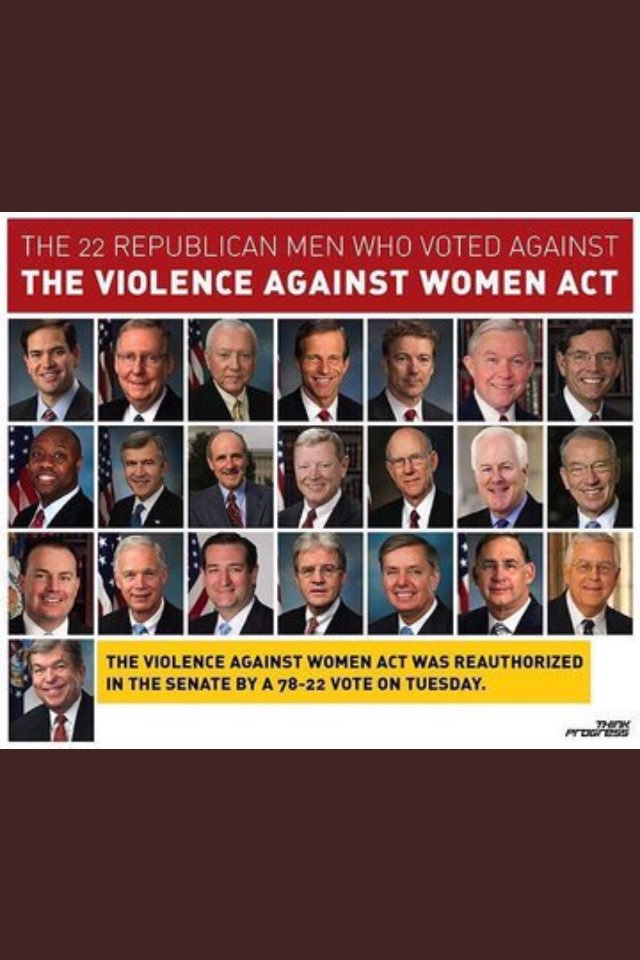 THE 22 REPUBLICAN MEN WHO VOTED AGAINST
THE VIOLENCE AGAINST WOMEN ACT
THE VIOLENCE AGAINST WOMEN ACT WAS REAUTHORIZED
IN THE SENATE BY A 78-22 VOTE ON TUESDAY.
THINK
PROGRESS